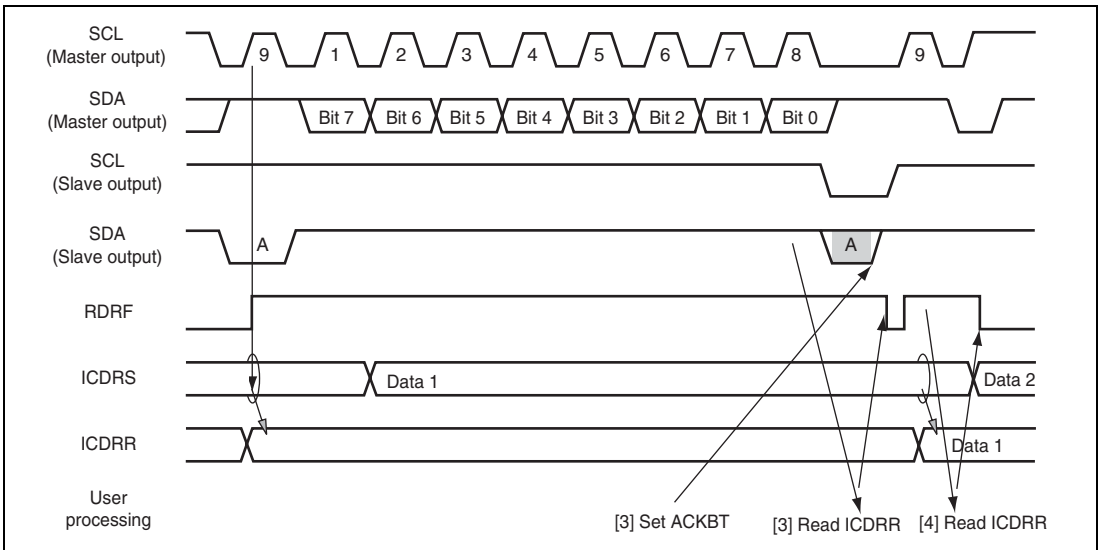 SCL
(Master output)
9 1 2 3 4 5 6 7 8 9
SDA
(Master output)
Bit 7 Bit 6 Bit 5 Bit 4 Bit 3 Bit 2 Bit 1 Bit 0
SCL
(Slave output)
SDA
(Slave output)
A A
RDRF
ICDRS
Data 1 Data 2
ICDRR
Data 1
User
processing
[3] Set ACKBT [3] Read ICDRR [4] Read ICDRR